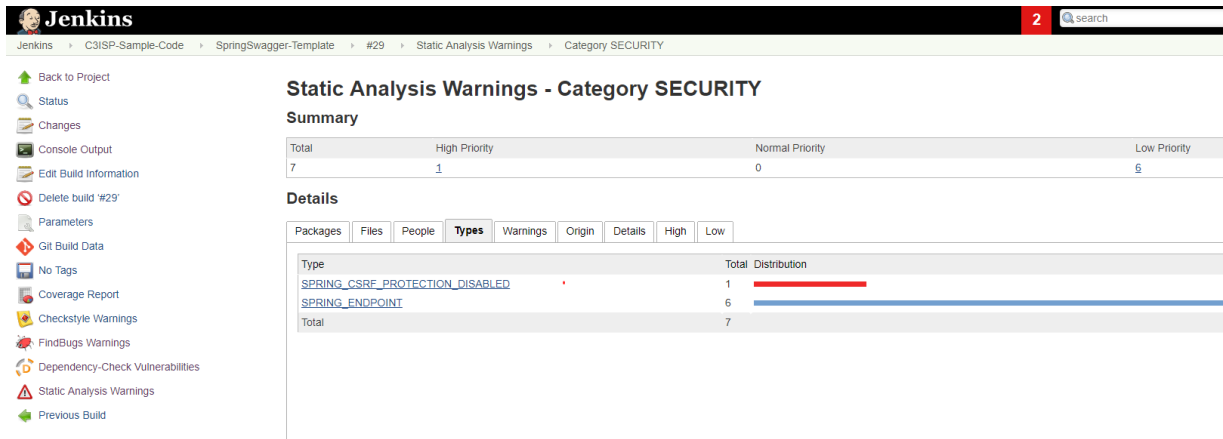 Jenkins
2 search
Jenkins C3ISP-Sample-Code SpringSwagger-Template #29 Static Analysis Warnings Category SECURITY
Back to Project
Status
Changes
Console Output
Edit Build Information
Delete build '#29'
Parameters
Git Build Data
No Tags
Coverage Report
Checkstyle Warnings
FindBugs Warnings
Dependency-Check Vulnerabilities
Static Analysis Warnings
Previous Build
Static Analysis Warnings - Category SECURITY
Summary
Total High Priority Normal Priority Low Priority
7 1 0 6
Details
Packages Files People Types Warnings Origin Details High Low
Type Total Distribution
SPRING_CSRF_PROTECTION_DISABLED 1
SPRING_ENDPOINT 6
Total 7